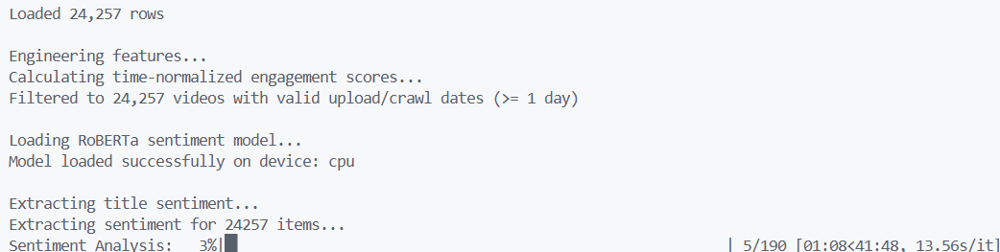 Loaded 24,257 rows
Engineering features...
Calculating time-normalized engagement scores...
Filtered to 24,257 videos with valid upload/crawl dates (>= 1 day)
Loading RoBERTa sentiment model...
Model loaded successfully on device: cpu
Extracting title sentiment...
Extracting sentiment for 24257 items...
Sentiment Analysis:   3%|█ | 5/190 [01:08<41:48, 13.56s/it]